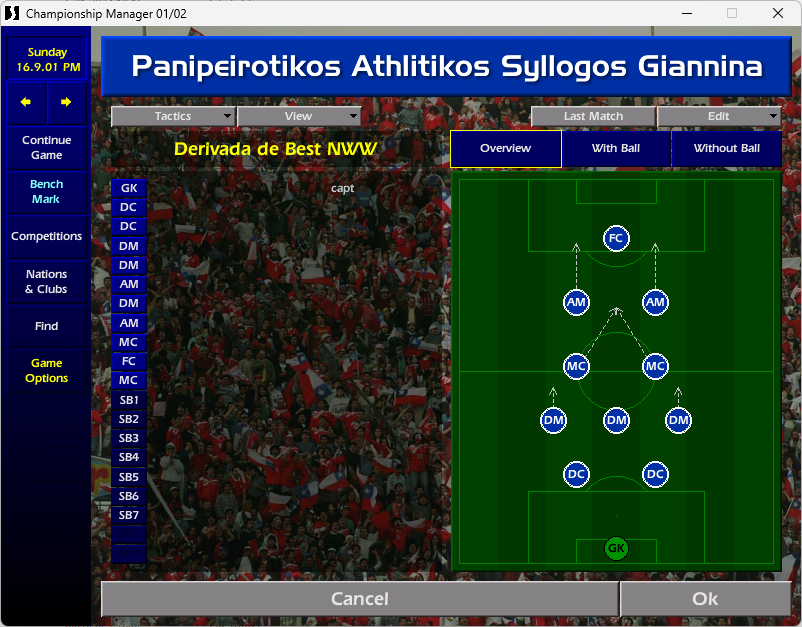 Championship Manager 01/02
Sunday
16.9.01 PM
Panipeirotikos Athlitikos Syllogos Giannina
Continue
Game
Bench
Mark
Competitions
Nations
& Clubs
Find
Game
Options
Tactics
View
Last Match
Edit
Derivada de Best NWW
Overview
With Ball
Without Ball
GK
capt
DC
DC
DM
DM
AM
DM
AM
MC
FC
MC
SB1
SB2
SB3
SB4
SB5
SB6
SB7
FC
AM AM
MC MC
DM DM DM
DC DC
GK
Cancel
Ok